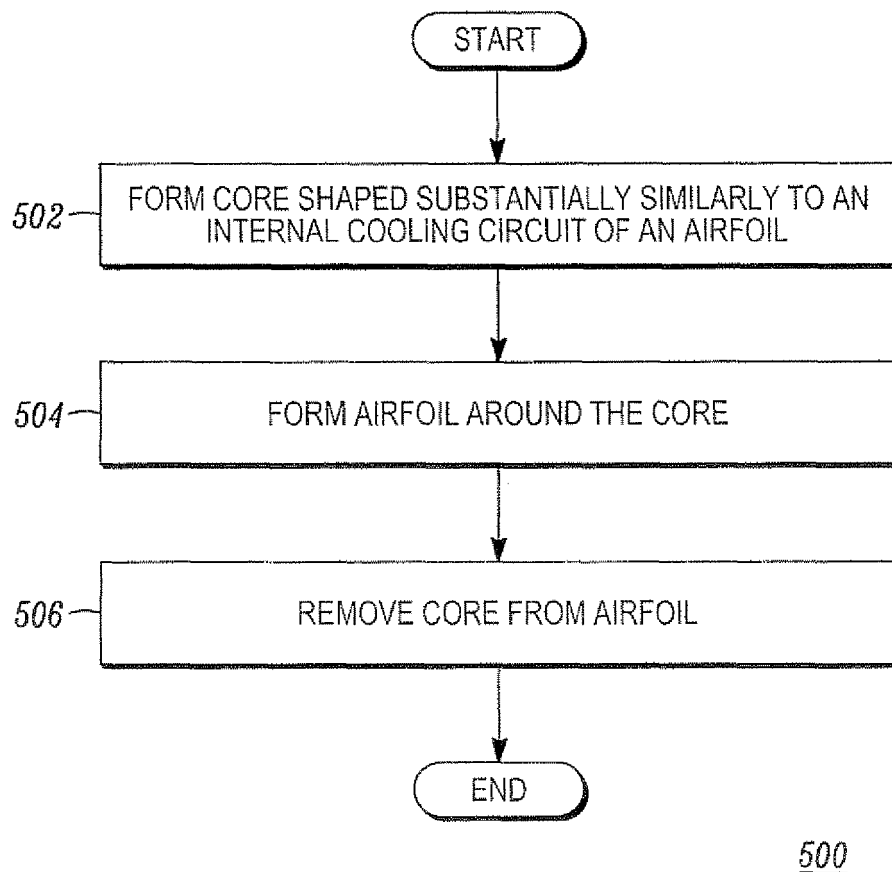 START
502
FORM CORE SHAPED SUBSTANTIALLY SIMILARLY TO AN
INTERNAL COOLING CIRCUIT OF AN AIRFOIL
504
FORM AIRFOIL AROUND THE CORE
506
REMOVE CORE FROM AIRFOIL
END
500